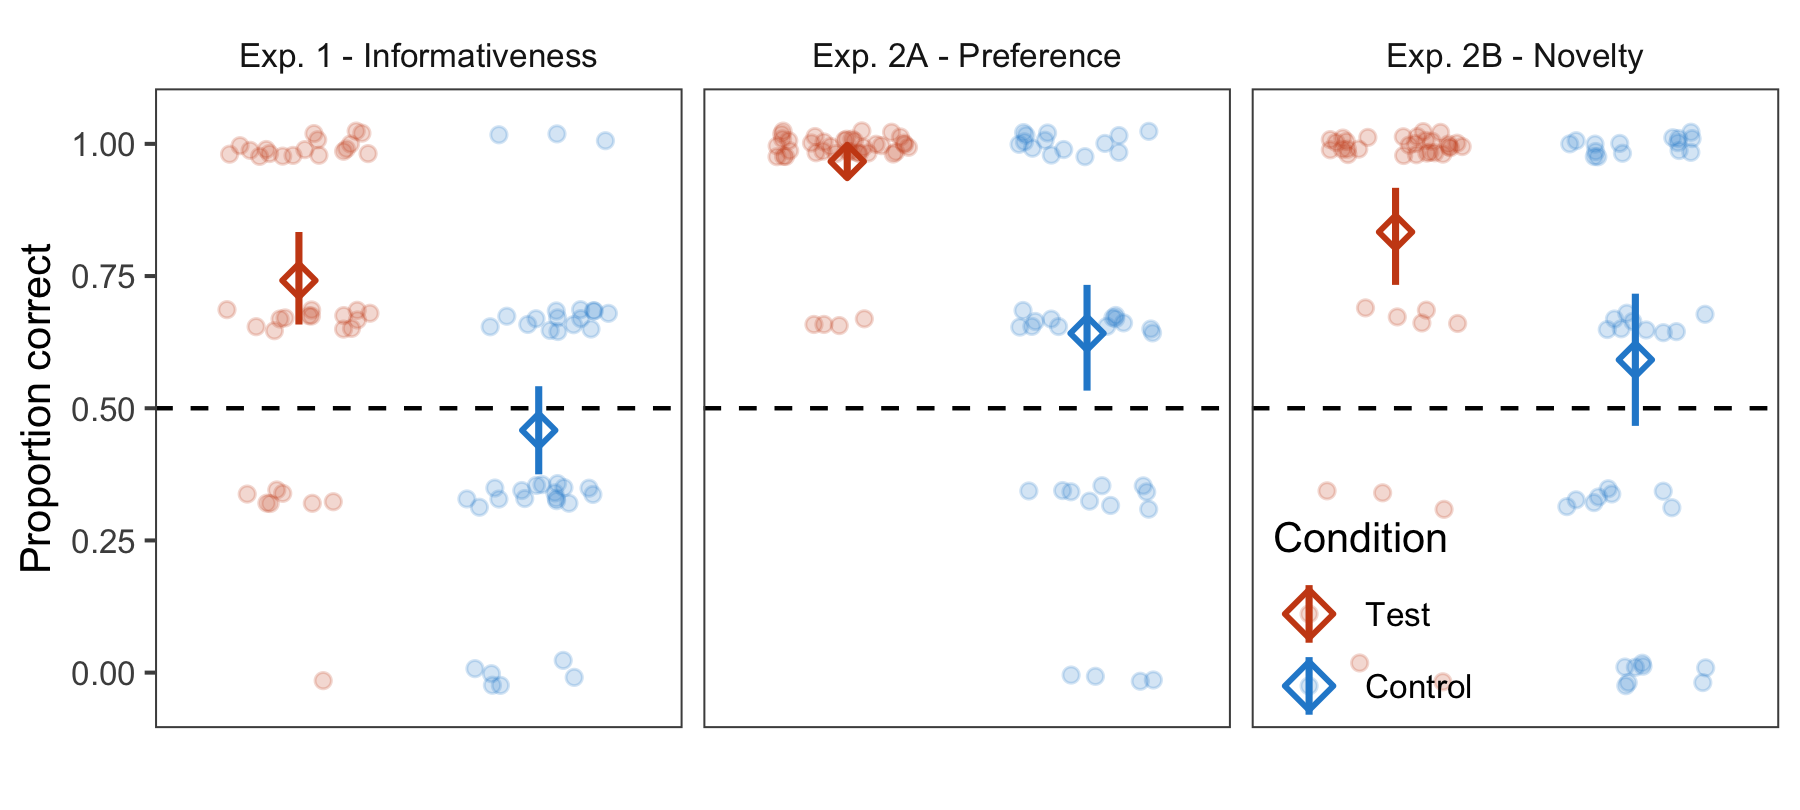 Exp. 1 - Informativeness
Exp. 2A - Preference
Exp. 2B - Novelty
Proportion correct
1.00
0.75
0.50
0.25
0.00
Condition
Test
Control